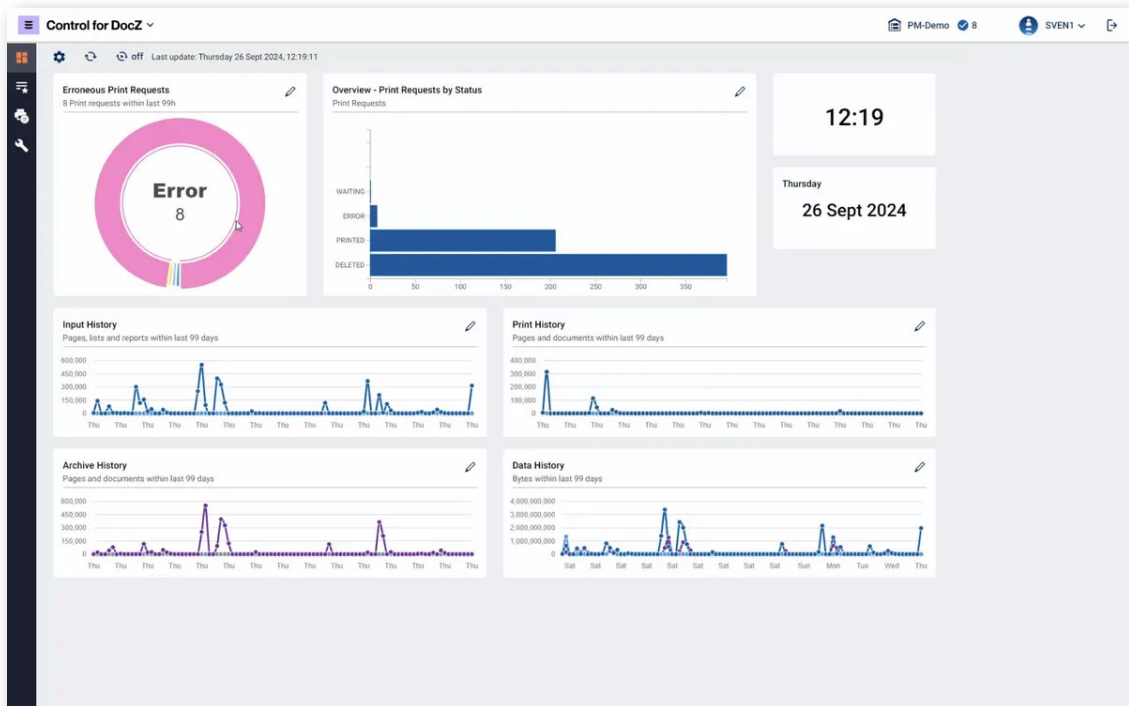 Control for DocZ
PM-Demo 8 SVEN1
off Last update: Thursday 26 Sept 2024, 12:19:11
Erroneous Print Requests
8 Print requests within last 99h
Error
8
Overview - Print Requests by Status
Print Requests
WAITING
ERROR
PRINTED
DELETED
0 50 100 150 200 250 300 350
12:19
Thursday
26 Sept 2024
Input History
Pages, lists and reports within last 99 days
600,000
450,000
300,000
150,000
0
Thu Thu Thu Thu Thu Thu Thu Thu Thu Thu Thu Thu Thu Thu Thu
Print History
Pages and documents within last 99 days
400,000
300,000
200,000
100,000
0
Thu Thu Thu Thu Thu Thu Thu Thu Thu Thu Thu Thu Thu Thu Thu
Archive History
Pages and documents within last 99 days
600,000
450,000
300,000
150,000
0
Thu Thu Thu Thu Thu Thu Thu Thu Thu Thu Thu Thu Thu Thu Thu
Data History
Bytes within last 99 days
4,000,000,000
3,000,000,000
2,000,000,000
1,000,000,000
0
Sat Sat Sat Sat Sat Sat Sat Sat Sat Sun Mon Tue Wed Thu